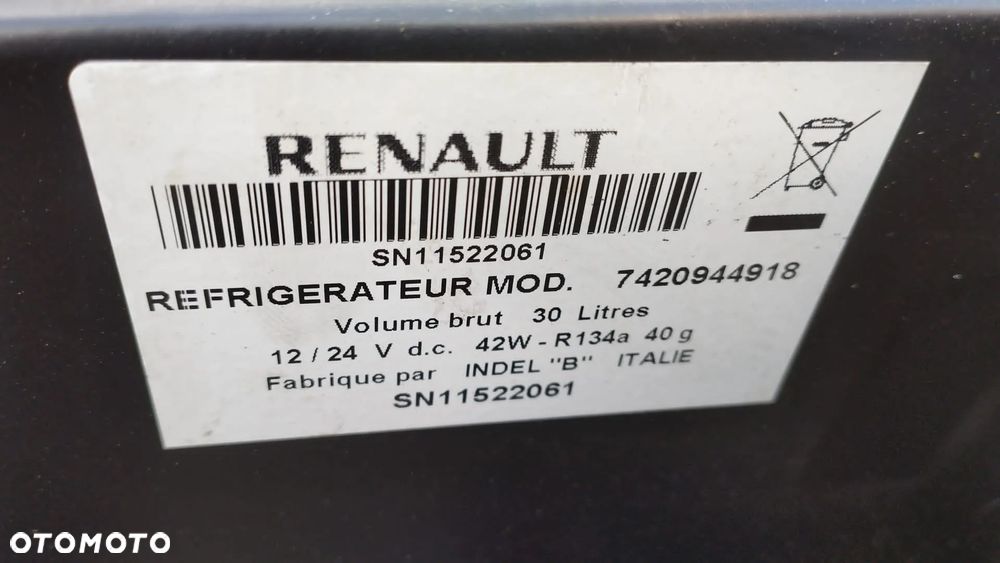 RENAULT
SN11522061
REFRIGERATEUR MOD. 7420944918
Volume brut 30 Litres
12 / 24 V d.c. 42W - R134a 40 g
Fabrique par INDEL "B" ITALIE
SN11522061
OTOMOTO